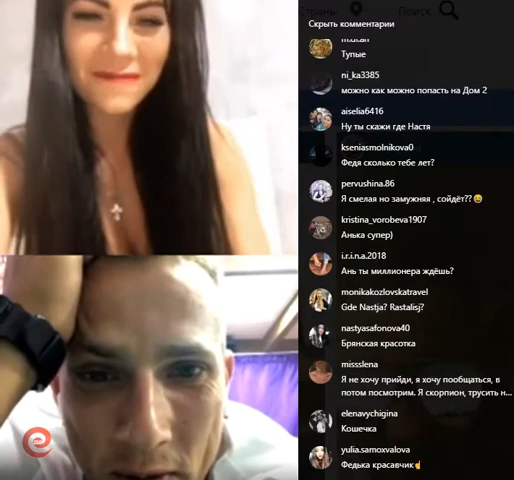 Страны
Поиск
Скрыть комментарии
Тупые
ni_ka3385
можно как можно попасть на Дом 2
aiselia6416
Ну ты скажи где Настя
kseniasmolnikova0
Федя сколько тебе лет?
pervushina.86
Я смелая но замужняя , сойдёт??😄
kristina_vorobeva1907
Анька супер)
i.r.i.n.a.2018
Ань ты миллионера ждёшь?
monikakozlovskatravel
Gde Nastja? Rastalisj?
nastyasafonova40
Брянская красотка
missslena
Я не хочу прийди, я хочу пообщаться, в
потом посмотрим. Я скорпион, трусить н...
elenavychigina
Кошечка
yulia.samoxvalova
Федька красавчик☝